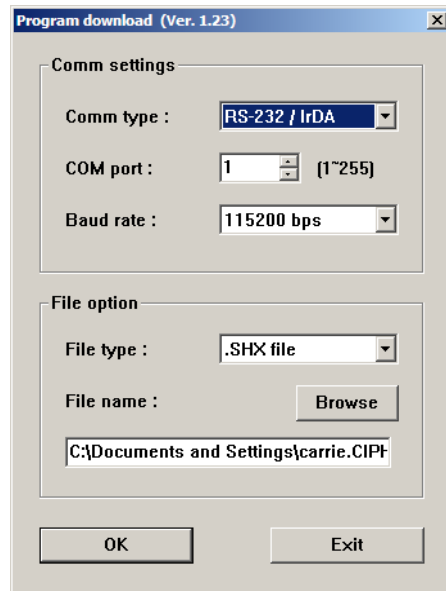 Program download (Ver. 1.23)
Comm settings
Comm type : RS-232 / IrDA
COM port : 1 (1~255)
Baud rate : 115200 bps
File option
File type : .SHX file
File name : Browse
C:\Documents and Settings\carrie.CIPH
OK Exit